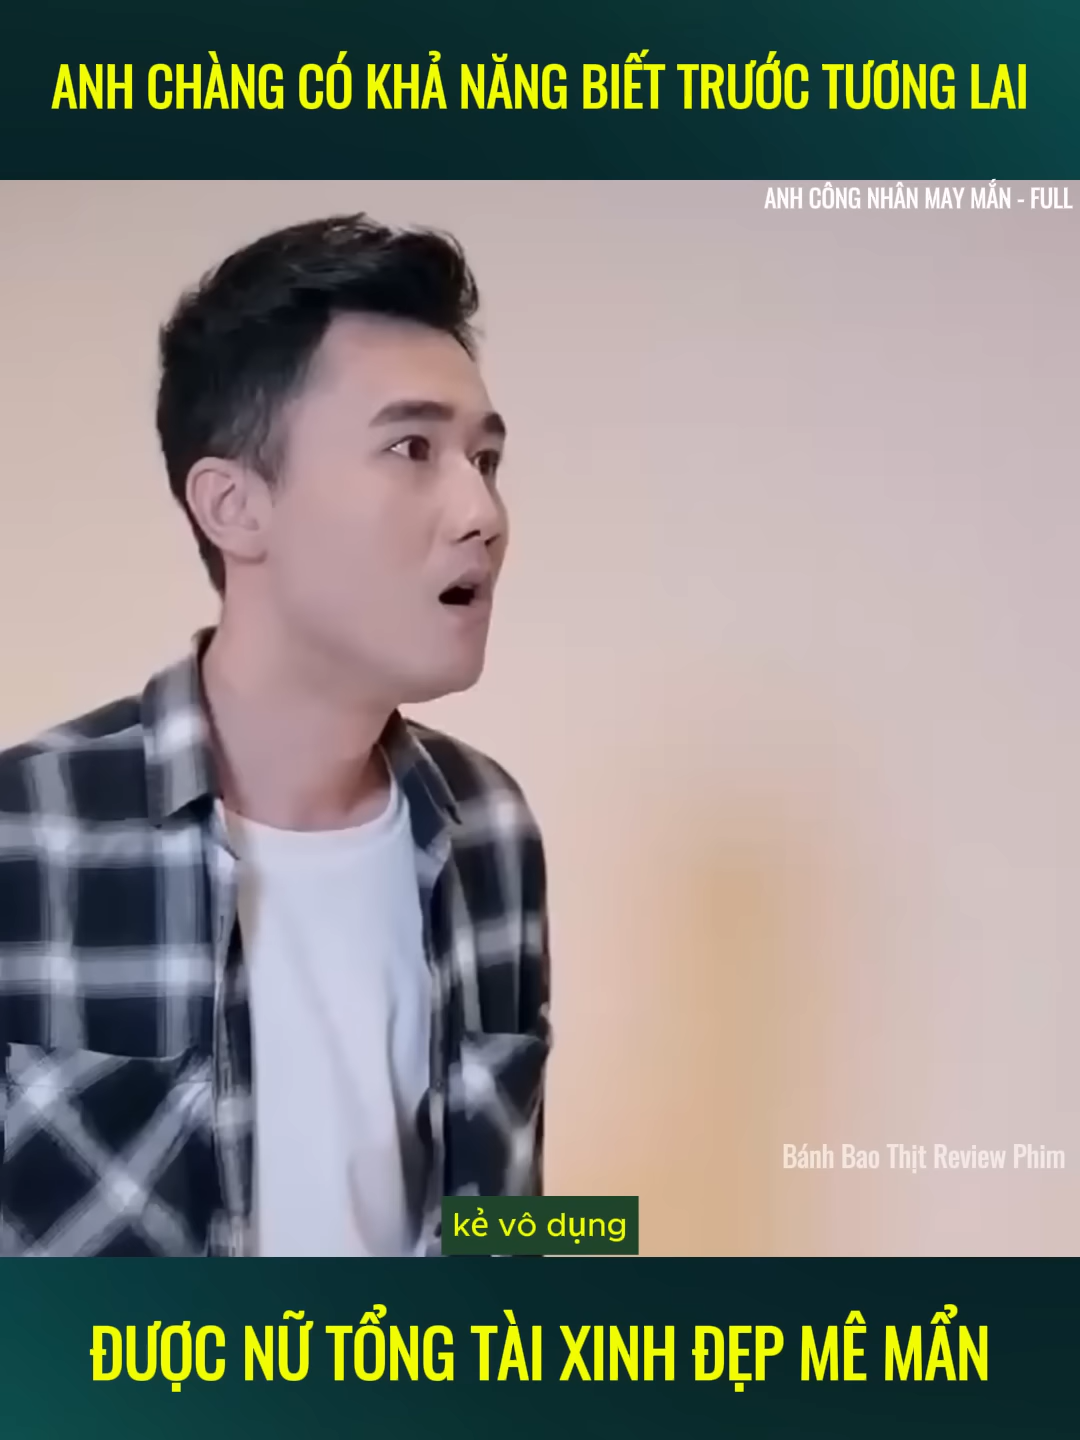 ANH CHÀNG CÓ KHẢ NĂNG BIẾT TRƯỚC TƯƠNG LAI
ANH CÔNG NHÂN MAY MẮN - FULL
Bánh Bao Thịt Review Phim
kẻ vô dụng
ĐƯỢC NỮ TỔNG TÀI XINH ĐẸP MÊ MẨN